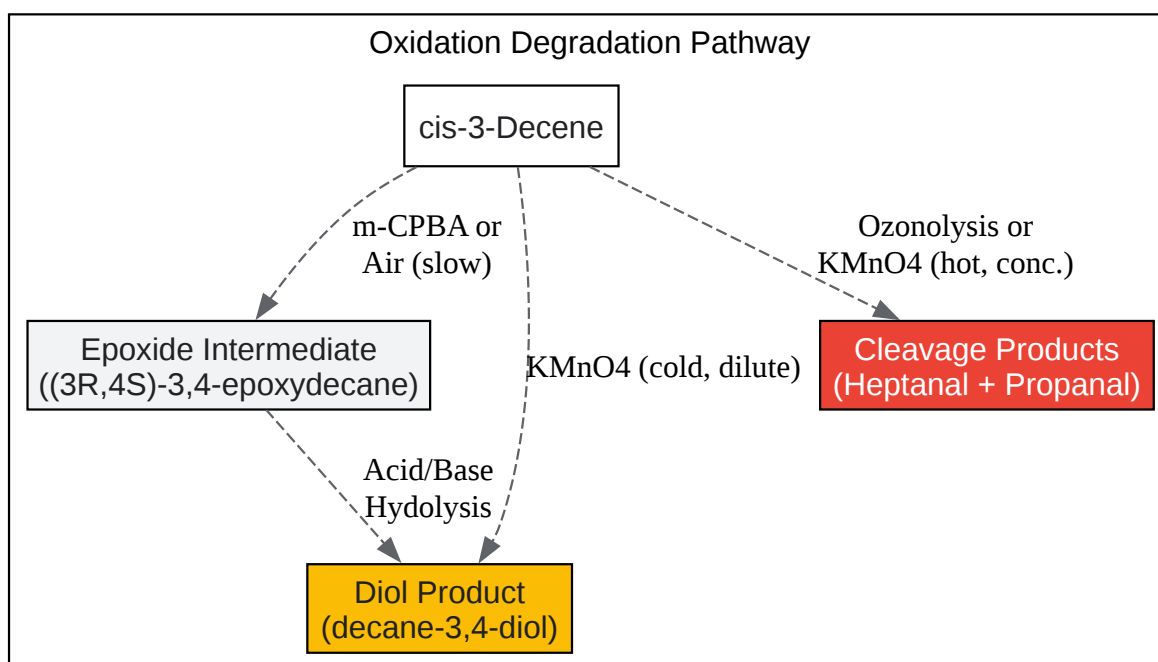 Oxidation Degradation Pathway
cis-3-Decene
m-CPBA or
Air (slow)
Ozonolysis or
KMnO4 (hot, conc.)
Epoxide Intermediate
((3R,4S)-3,4-epoxydecane)
KMnO4 (cold, dilute)
Cleavage Products
(Heptanal + Propanal)
Acid/Base
Hydolysis
Diol Product
(decane-3,4-diol)